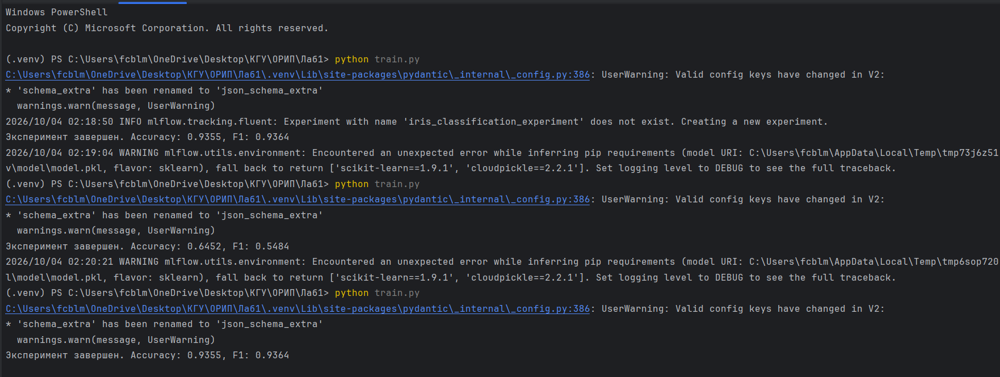 Windows PowerShell
Copyright (C) Microsoft Corporation. All rights reserved.
(.venv) PS C:\Users\fcblm\OneDrive\Desktop\КГУ\ОРИП\Лаб1> python train.py
C:\Users\fcblm\OneDrive\Desktop\КГУ\ОРИП\Лаб1\.venv\Lib\site-packages\pydantic\_internal\_config.py:386: UserWarning: Valid config keys have changed in V2:
* 'schema_extra' has been renamed to 'json_schema_extra'
  warnings.warn(message, UserWarning)
2026/10/04 02:18:50 INFO mlflow.tracking.fluent: Experiment with name 'iris_classification_experiment' does not exist. Creating a new experiment.
Эксперимент завершен. Accuracy: 0.9355, F1: 0.9364
2026/10/04 02:19:04 WARNING mlflow.utils.environment: Encountered an unexpected error while inferring pip requirements (model URI: C:\Users\fcblm\AppData\Local\Temp\tmp73j6z51
v\model\model.pkl, flavor: sklearn), fall back to return ['scikit-learn==1.9.1', 'cloudpickle==2.2.1']. Set logging level to DEBUG to see the full traceback.
(.venv) PS C:\Users\fcblm\OneDrive\Desktop\КГУ\ОРИП\Лаб1> python train.py
C:\Users\fcblm\OneDrive\Desktop\КГУ\ОРИП\Лаб1\.venv\Lib\site-packages\pydantic\_internal\_config.py:386: UserWarning: Valid config keys have changed in V2:
* 'schema_extra' has been renamed to 'json_schema_extra'
  warnings.warn(message, UserWarning)
Эксперимент завершен. Accuracy: 0.6452, F1: 0.5484
2026/10/04 02:20:21 WARNING mlflow.utils.environment: Encountered an unexpected error while inferring pip requirements (model URI: C:\Users\fcblm\AppData\Local\Temp\tmp6sop720
l\model\model.pkl, flavor: sklearn), fall back to return ['scikit-learn==1.9.1', 'cloudpickle==2.2.1']. Set logging level to DEBUG to see the full traceback.
(.venv) PS C:\Users\fcblm\OneDrive\Desktop\КГУ\ОРИП\Лаб1> python train.py
C:\Users\fcblm\OneDrive\Desktop\КГУ\ОРИП\Лаб1\.venv\Lib\site-packages\pydantic\_internal\_config.py:386: UserWarning: Valid config keys have changed in V2:
* 'schema_extra' has been renamed to 'json_schema_extra'
  warnings.warn(message, UserWarning)
Эксперимент завершен. Accuracy: 0.9355, F1: 0.9364